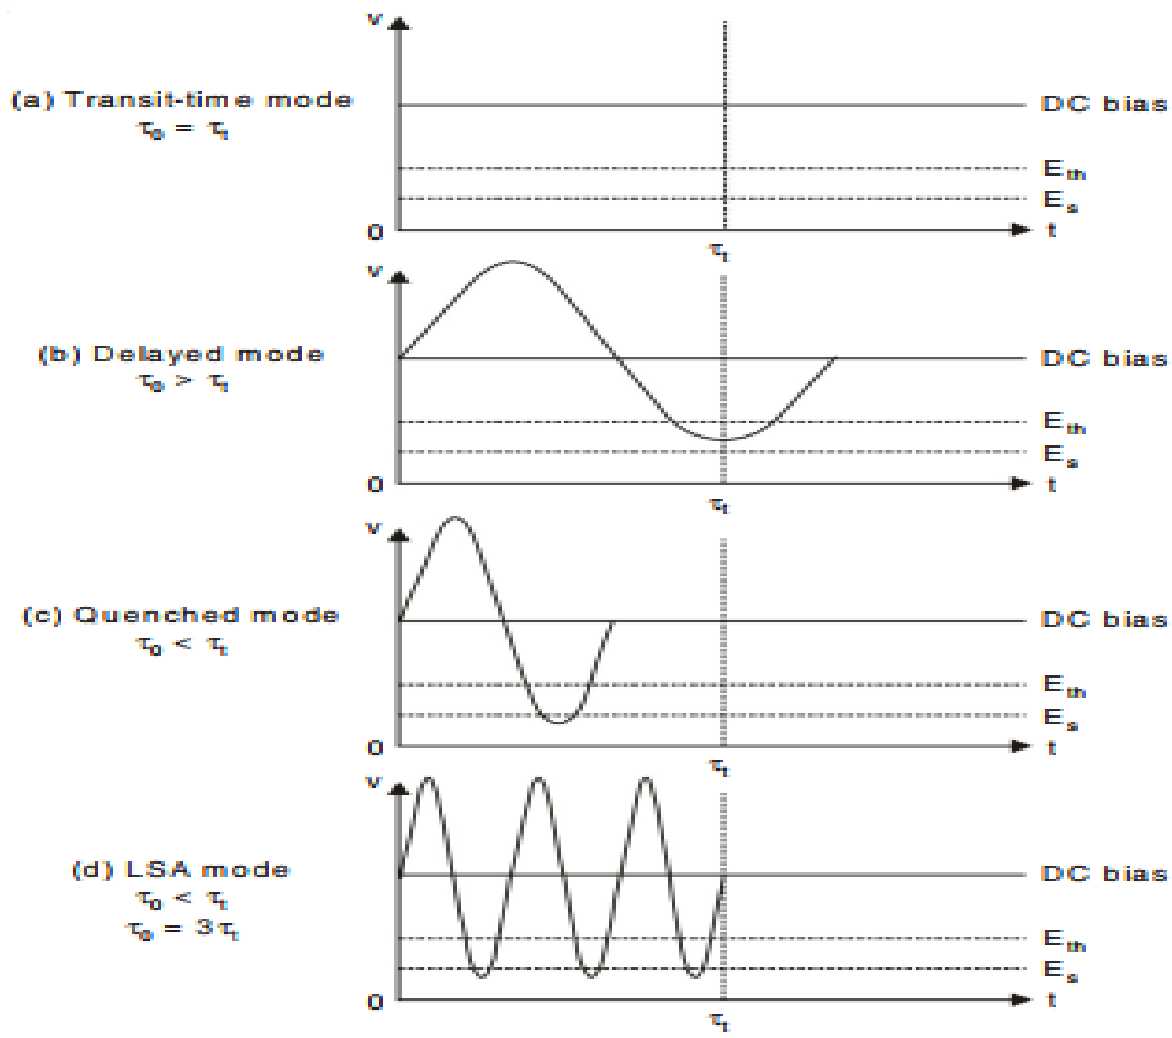 V
(a) Transit-time mode
τ₀ = τₜ
DC bias
Eₜₕ
Eₛ
0
t
τₜ
V
(b) Delayed mode
τ₀ > τₜ
DC bias
Eₜₕ
Eₛ
0
t
τₜ
V
(c) Quenched mode
τ₀ < τₜ
DC bias
Eₜₕ
Eₛ
0
t
τₜ
V
(d) LSA mode
τ₀ < τₜ
τ₀ = 3τₜ
DC bias
Eₜₕ
Eₛ
0
t
τₜ